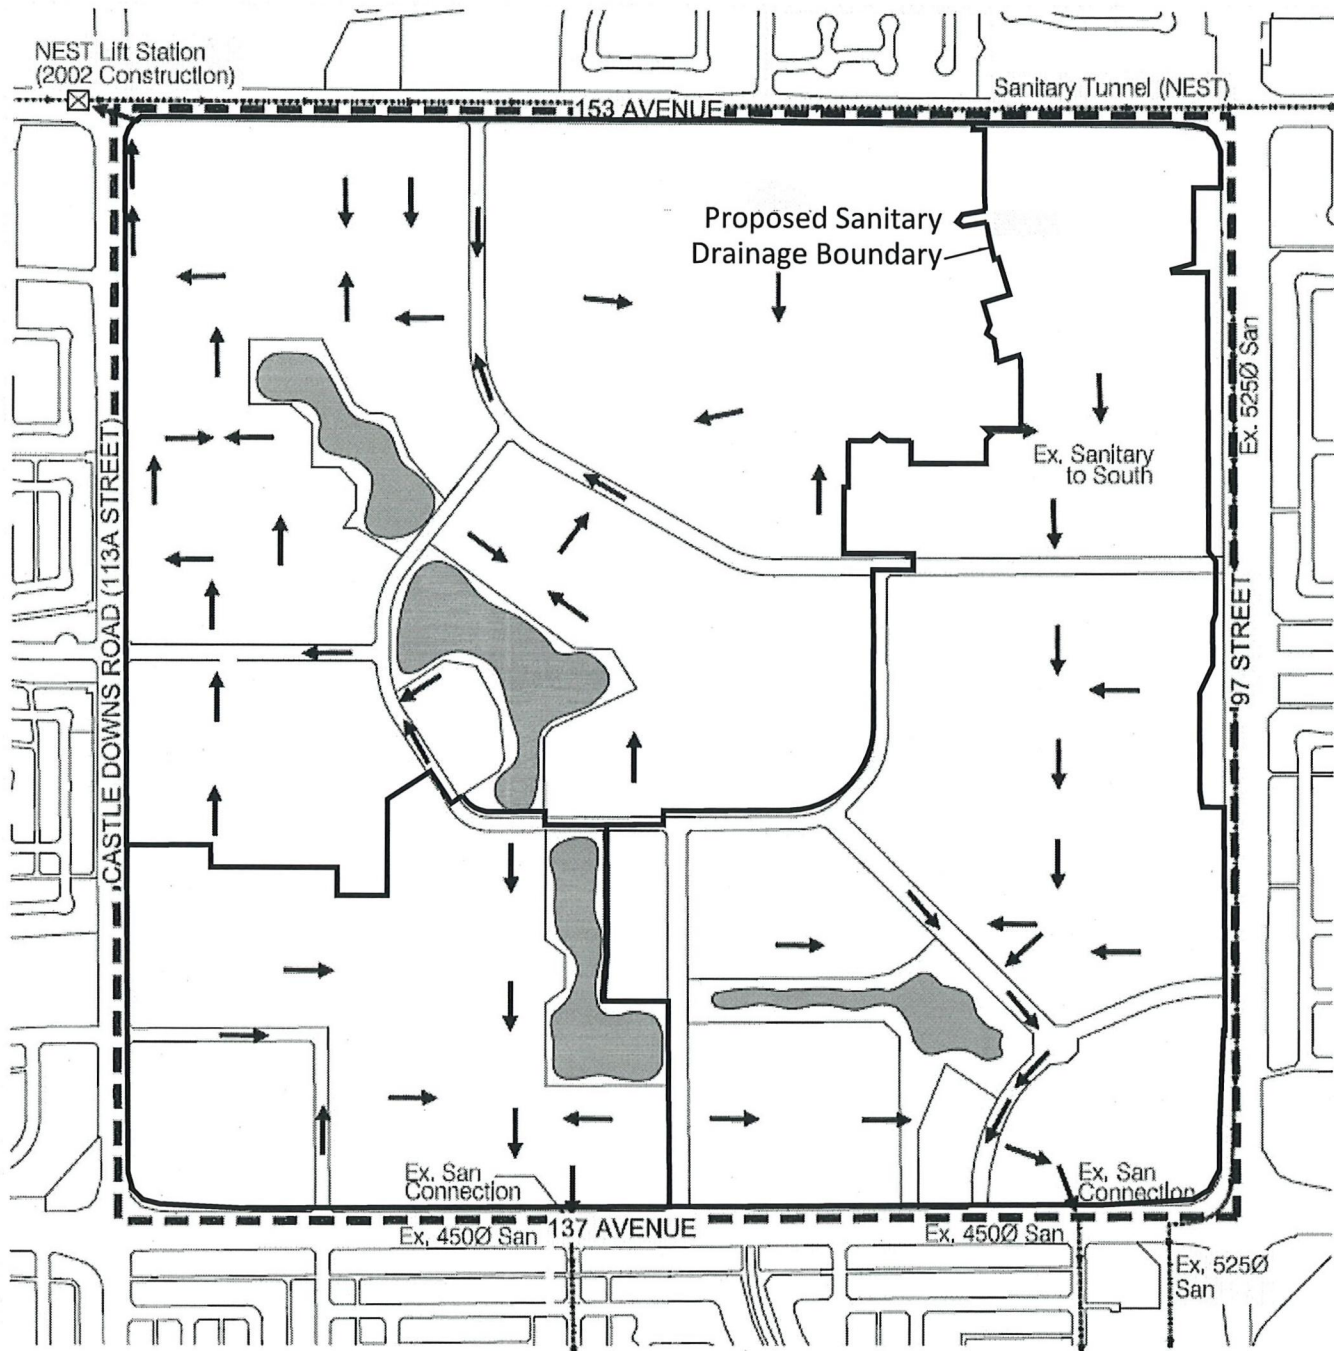 NEST Lift Station
(2002 Construction)
Sanitary Tunnel (NEST)
153 AVENUE
Proposed Sanitary
Drainage Boundary
Ex. 525Ø San
Ex. Sanitary
to South
CASTLE DOWNS ROAD (113A STREET)
97 STREET
Ex. San
Connection
Ex. San
Connection
137 AVENUE
Ex. 450Ø San
Ex. 450Ø San
Ex. 525Ø
San